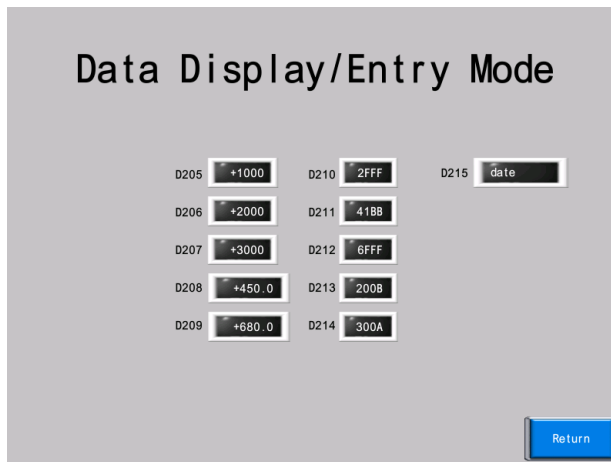 Data Display/Entry Mode
D205 +1000 D210 2FFF D215 date
D206 +2000 D211 41BB
D207 +3000 D212 6FFF
D208 +450.0 D213 200B
D209 +680.0 D214 300A
Return